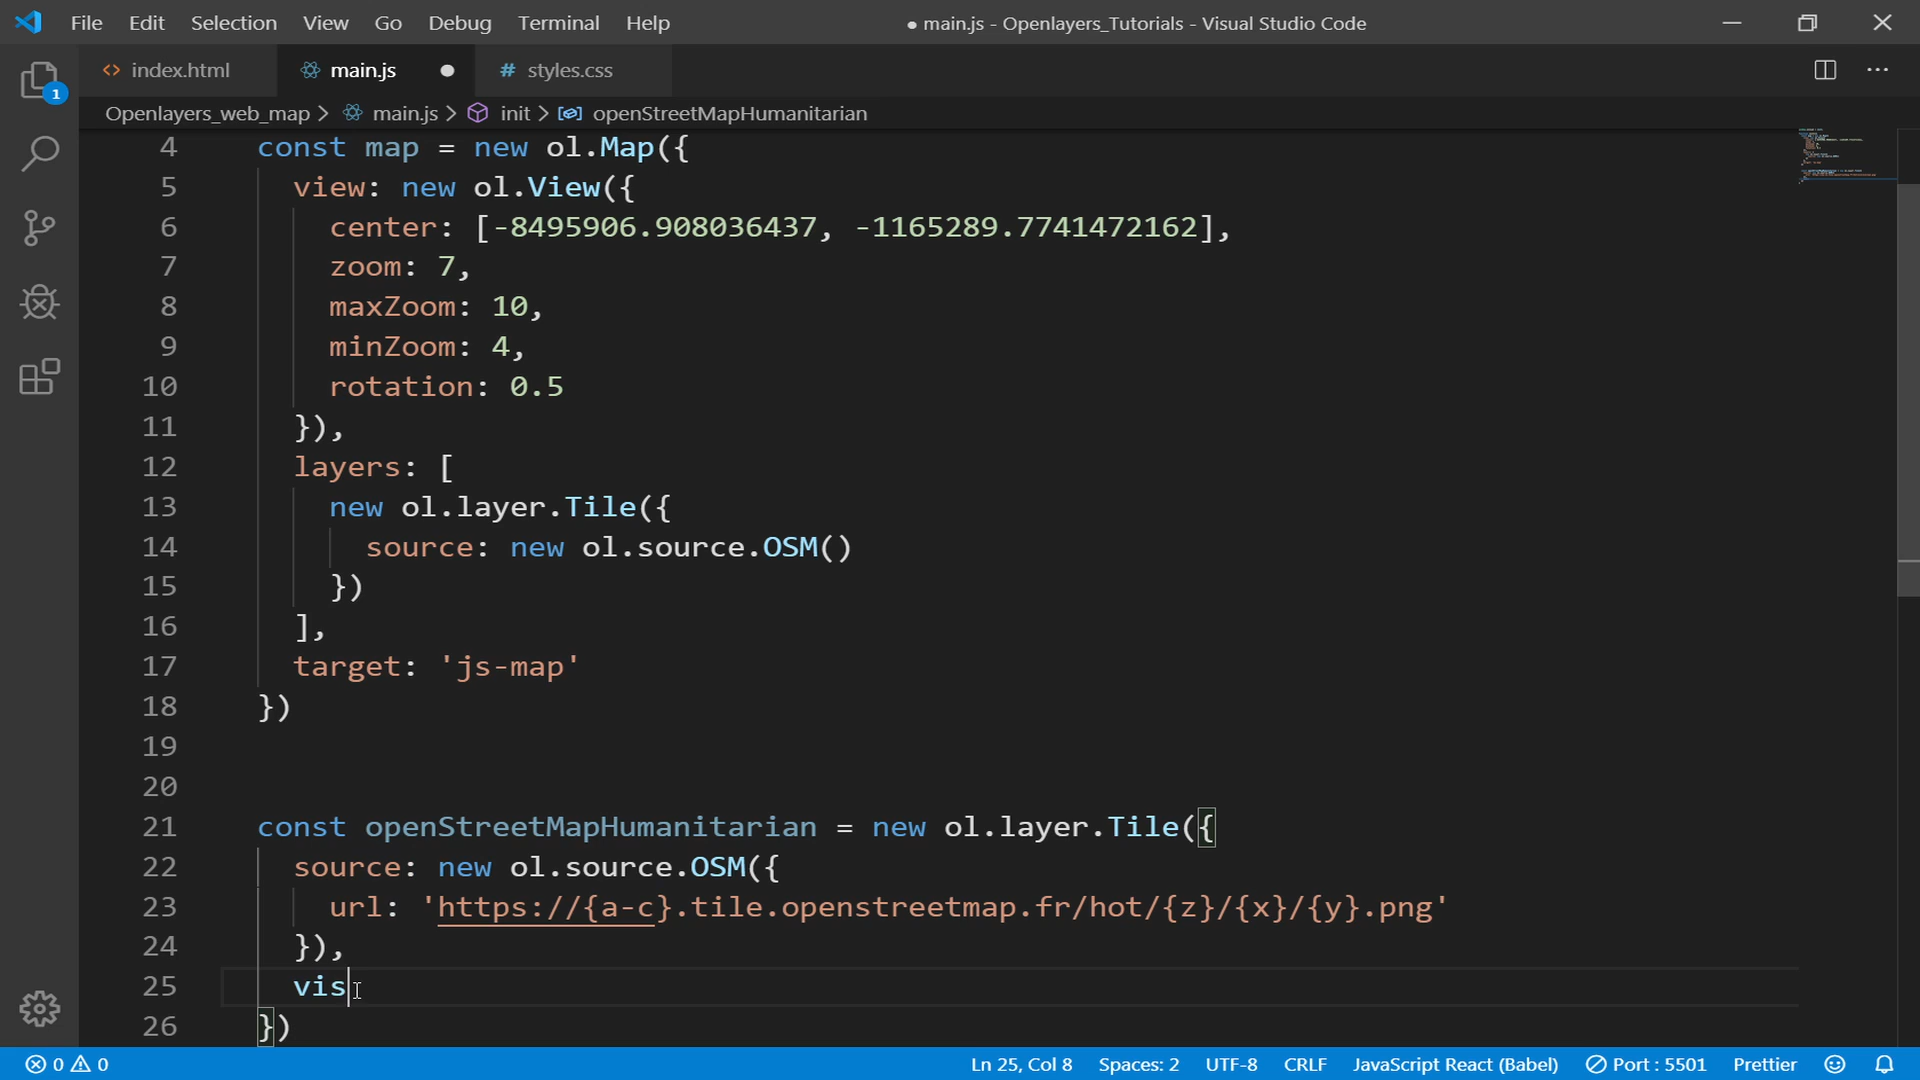 File Edit Selection View Go Debug Terminal Help
● main.js - Openlayers_Tutorials - Visual Studio Code
index.html main.js styles.css
1
Openlayers_web_map > main.js > init > openStreetMapHumanitarian
4 const map = new ol.Map({
5 view: new ol.View({
6 center: [-8495906.908036437, -1165289.7741472162],
7 zoom: 7,
8 maxZoom: 10,
9 minZoom: 4,
10 rotation: 0.5
11 }),
12 layers: [
13 new ol.layer.Tile({
14 source: new ol.source.OSM()
15 })
16 ],
17 target: 'js-map'
18 })
19
20
21 const openStreetMapHumanitarian = new ol.layer.Tile({
22 source: new ol.source.OSM({
23 url: 'https://{a-c}.tile.openstreetmap.fr/hot/{z}/{x}/{y}.png'
24 }),
25 vis
26 })
0 0 Ln 25, Col 8 Spaces: 2 UTF-8 CRLF JavaScript React (Babel) Port : 5501 Prettier